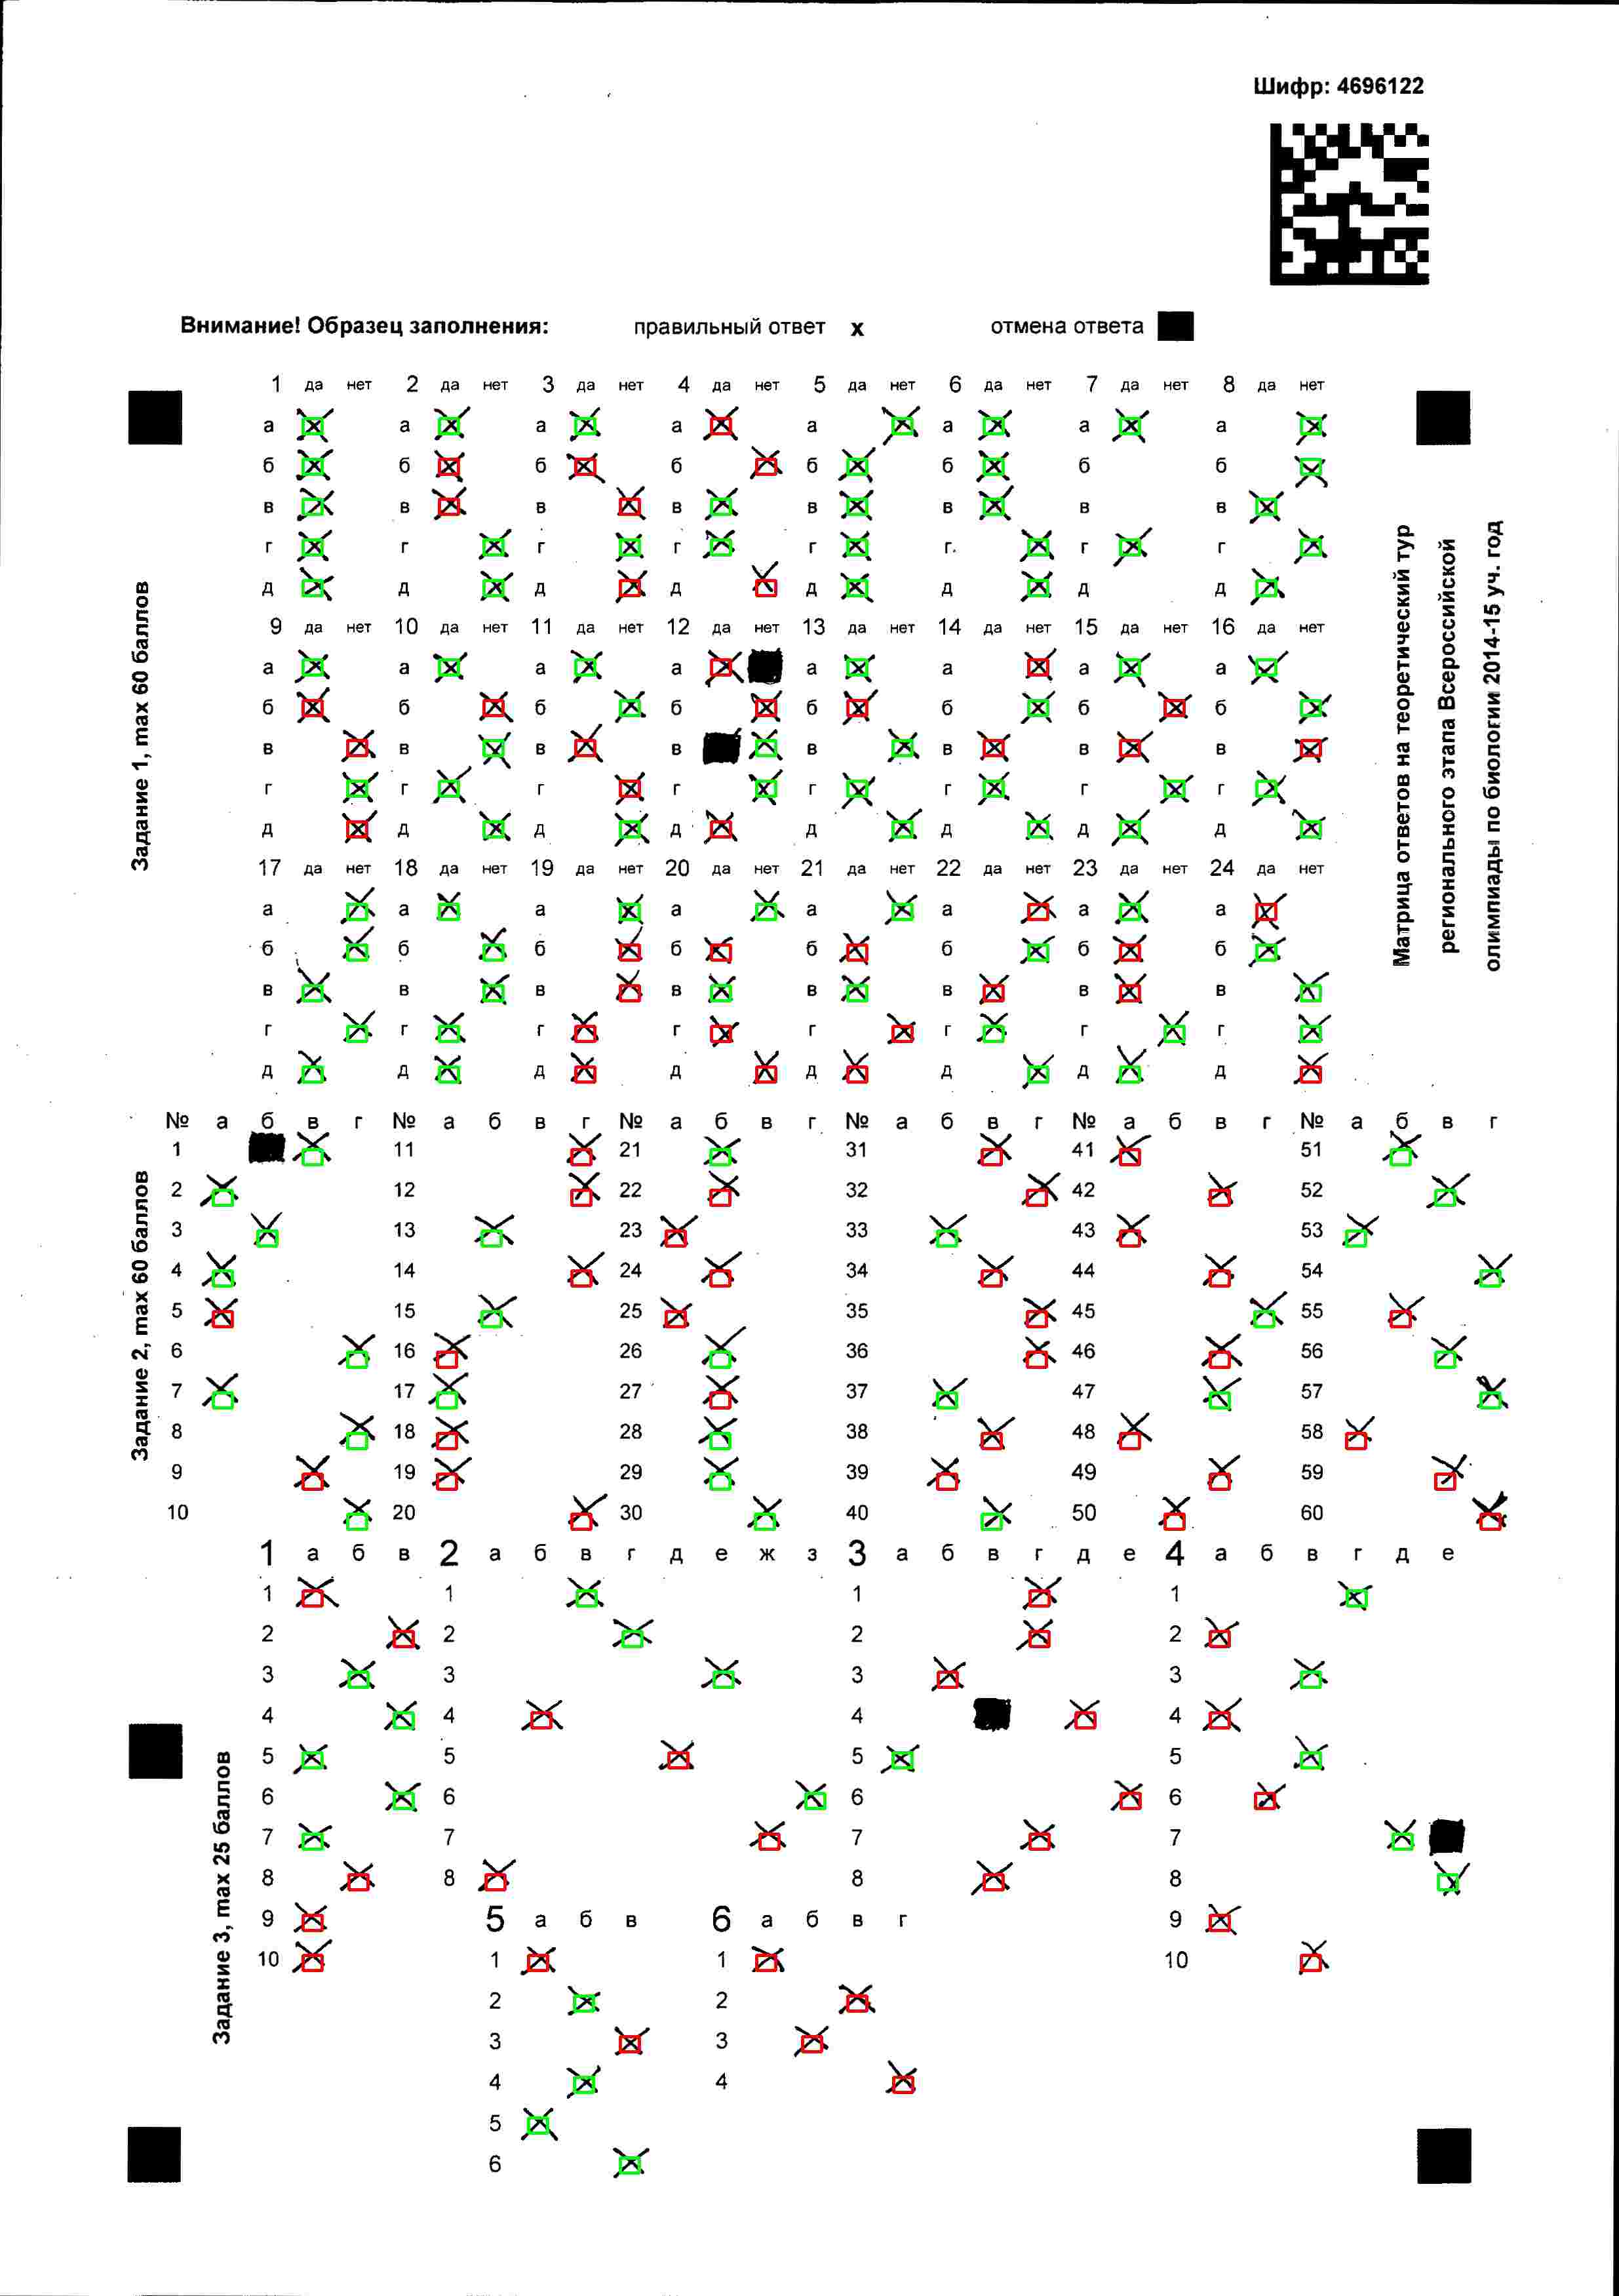 Шифр: 4696122
Внимание! Образец заполнения: правильный ответ x отмена ответа
Задание 1, max 60 баллов
1 да нет 2 да нет 3 да нет 4 да нет 5 да нет 6 да нет 7 да нет 8 да нет
а а а а а а а а
б б б б б б б б
в в в в в в в в
г г г г г г. г г
д д д д д д д д
9 да нет 10 да нет 11 да нет 12 да нет 13 да нет 14 да нет 15 да нет 16 да нет
а а а а а а а а
б б б б б б б б
в в в в в в в в
г г г г г г г г
д д д д д д д д
17 да нет 18 да нет 19 да нет 20 да нет 21 да нет 22 да нет 23 да нет 24 да нет
а а а а а а а а
б б б б б б б б
в в в в в в в в
г г г г г г г г
д д д д д д д д
Матрица ответов на теоретический тур
регионального этапа Всероссийской
олимпиады по биологии 2014-15 уч. год
Задание 2, max 60 баллов
№ а б в г № а б в г № а б в г № а б в г № а б в г № а б в г
1 11 21 31 41 51
2 12 22 32 42 52
3 13 23 33 43 53
4 14 24 34 44 54
5 15 25 35 45 55
6 16 26 36 46 56
7 17 27 37 47 57
8 18 28 38 48 58
9 19 29 39 49 59
10 20 30 40 50 60
Задание 3, max 25 баллов
1 а б в 2 а б в г д е ж з 3 а б в г д е 4 а б в г д е
1 1 1 1
2 2 2 2
3 3 3 3
4 4 4 4
5 5 5 5
6 6 6 6
7 7 7 7
8 8 8 8
9 5 а б в 6 а б в г 9
10 1 1 10
2 2
3 3
4 4
5
6